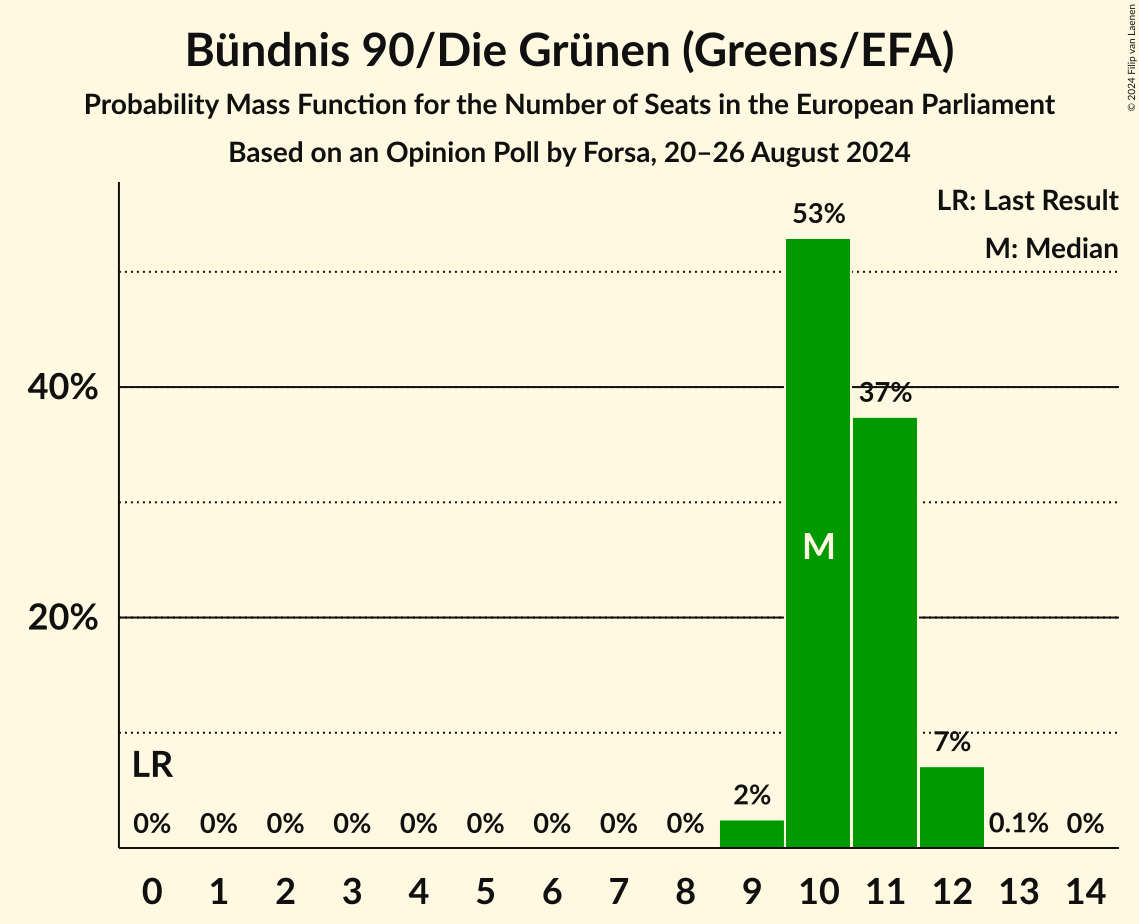 Bündnis 90/Die Grünen (Greens/EFA)
Probability Mass Function for the Number of Seats in the European Parliament
Based on an Opinion Poll by Forsa, 20–26 August 2024
© 2024 Filip van Laenen
LR: Last Result
M: Median
53%
40%
37%
M
20%
LR
7%
2%
0% 0% 0% 0% 0% 0% 0% 0% 0% 0.1% 0%
0 1 2 3 4 5 6 7 8 9 10 11 12 13 14